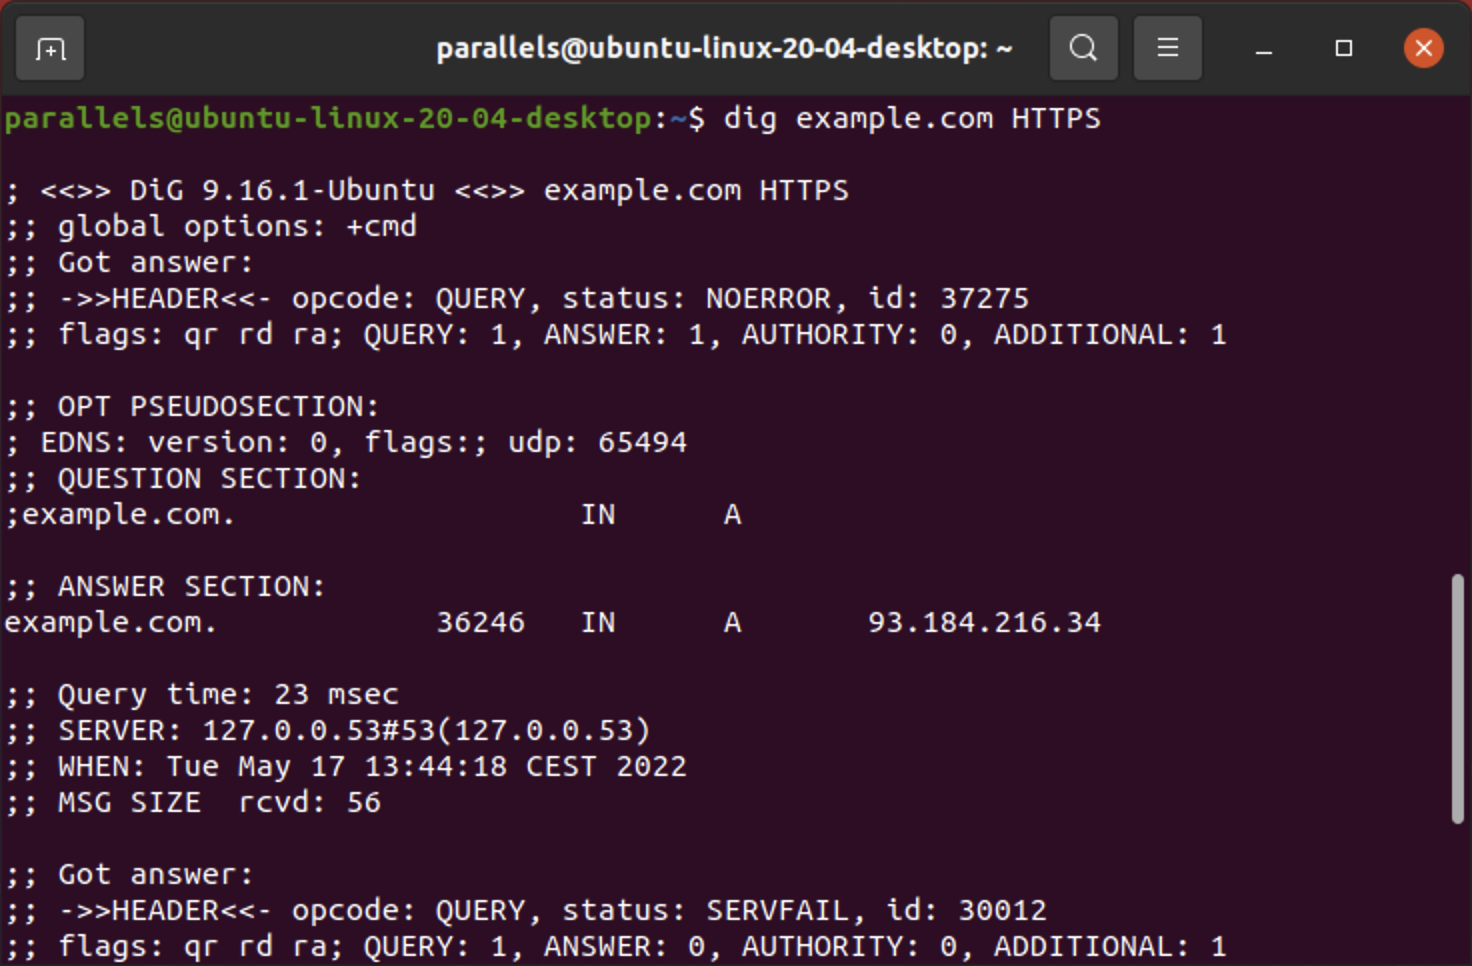 parallels@ubuntu-linux-20-04-desktop: ~
parallels@ubuntu-linux-20-04-desktop:~$ dig example.com HTTPS
; <<>> DiG 9.16.1-Ubuntu <<>> example.com HTTPS
;; global options: +cmd
;; Got answer:
;; ->>HEADER<<- opcode: QUERY, status: NOERROR, id: 37275
;; flags: qr rd ra; QUERY: 1, ANSWER: 1, AUTHORITY: 0, ADDITIONAL: 1
;; OPT PSEUDOSECTION:
; EDNS: version: 0, flags:; udp: 65494
;; QUESTION SECTION:
;example.com. IN A
;; ANSWER SECTION:
example.com. 36246 IN A 93.184.216.34
;; Query time: 23 msec
;; SERVER: 127.0.0.53#53(127.0.0.53)
;; WHEN: Tue May 17 13:44:18 CEST 2022
;; MSG SIZE  rcvd: 56
;; Got answer:
;; ->>HEADER<<- opcode: QUERY, status: SERVFAIL, id: 30012
;; flags: qr rd ra; QUERY: 1, ANSWER: 0, AUTHORITY: 0, ADDITIONAL: 1